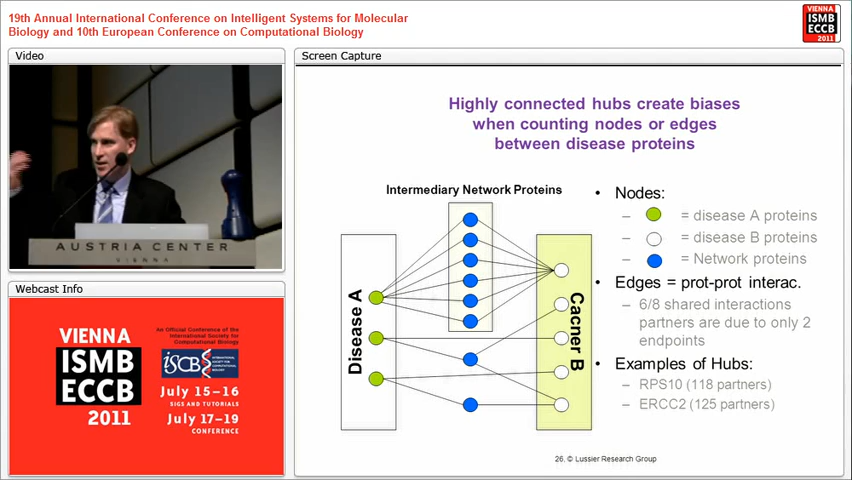 19th Annual International Conference on Intelligent Systems for Molecular
Biology and 10th European Conference on Computational Biology
VIENNA
ISMB
ECCB
2011
Video
AUSTRIA CENTER
VIENNA
Webcast Info
VIENNA
ISMB
ECCB
2011
An Official Conference of the
International Society for
Computational Biology
ISCB
INTERNATIONAL
SOCIETY FOR
COMPUTATIONAL
BIOLOGY
July 15–16
SIGS AND TUTORIALS
July 17–19
CONFERENCE
Screen Capture
Highly connected hubs create biases
when counting nodes or edges
between disease proteins
Intermediary Network Proteins
Disease A
Cacner B
• Nodes:
– = disease A proteins
– = disease B proteins
– = Network proteins
• Edges = prot-prot interac.
– 6/8 shared interactions
partners are due to only 2
endpoints
• Examples of Hubs:
– RPS10 (118 partners)
– ERCC2 (125 partners)
26. © Lussier Research Group